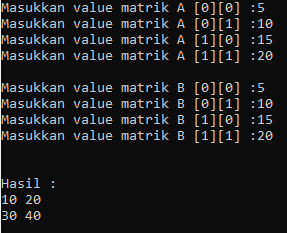 Masukkan value matrik A [0][0] :5
Masukkan value matrik A [0][1] :10
Masukkan value matrik A [1][0] :15
Masukkan value matrik A [1][1] :20
Masukkan value matrik B [0][0] :5
Masukkan value matrik B [0][1] :10
Masukkan value matrik B [1][0] :15
Masukkan value matrik B [1][1] :20
Hasil :
10 20
30 40